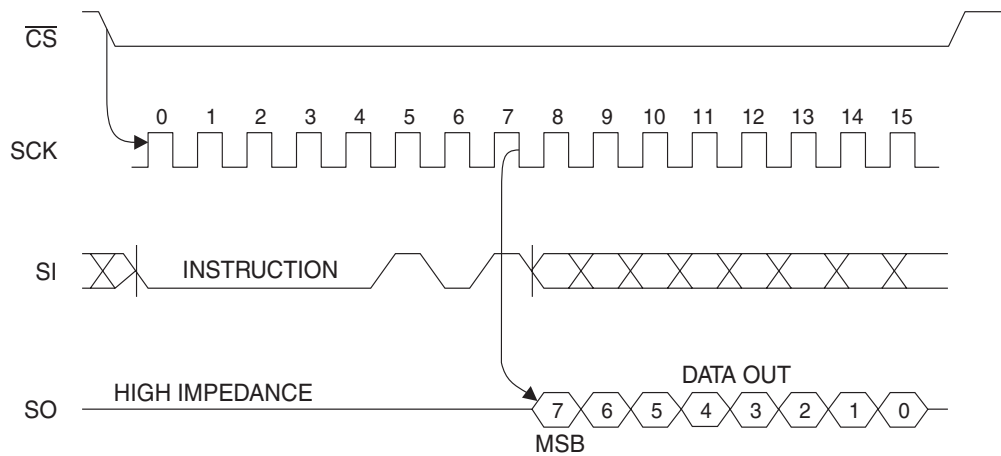 CS
0 1 2 3 4 5 6 7 8 9 10 11 12 13 14 15
SCK
SI INSTRUCTION
HIGH IMPEDANCE DATA OUT
SO 7 6 5 4 3 2 1 0
MSB